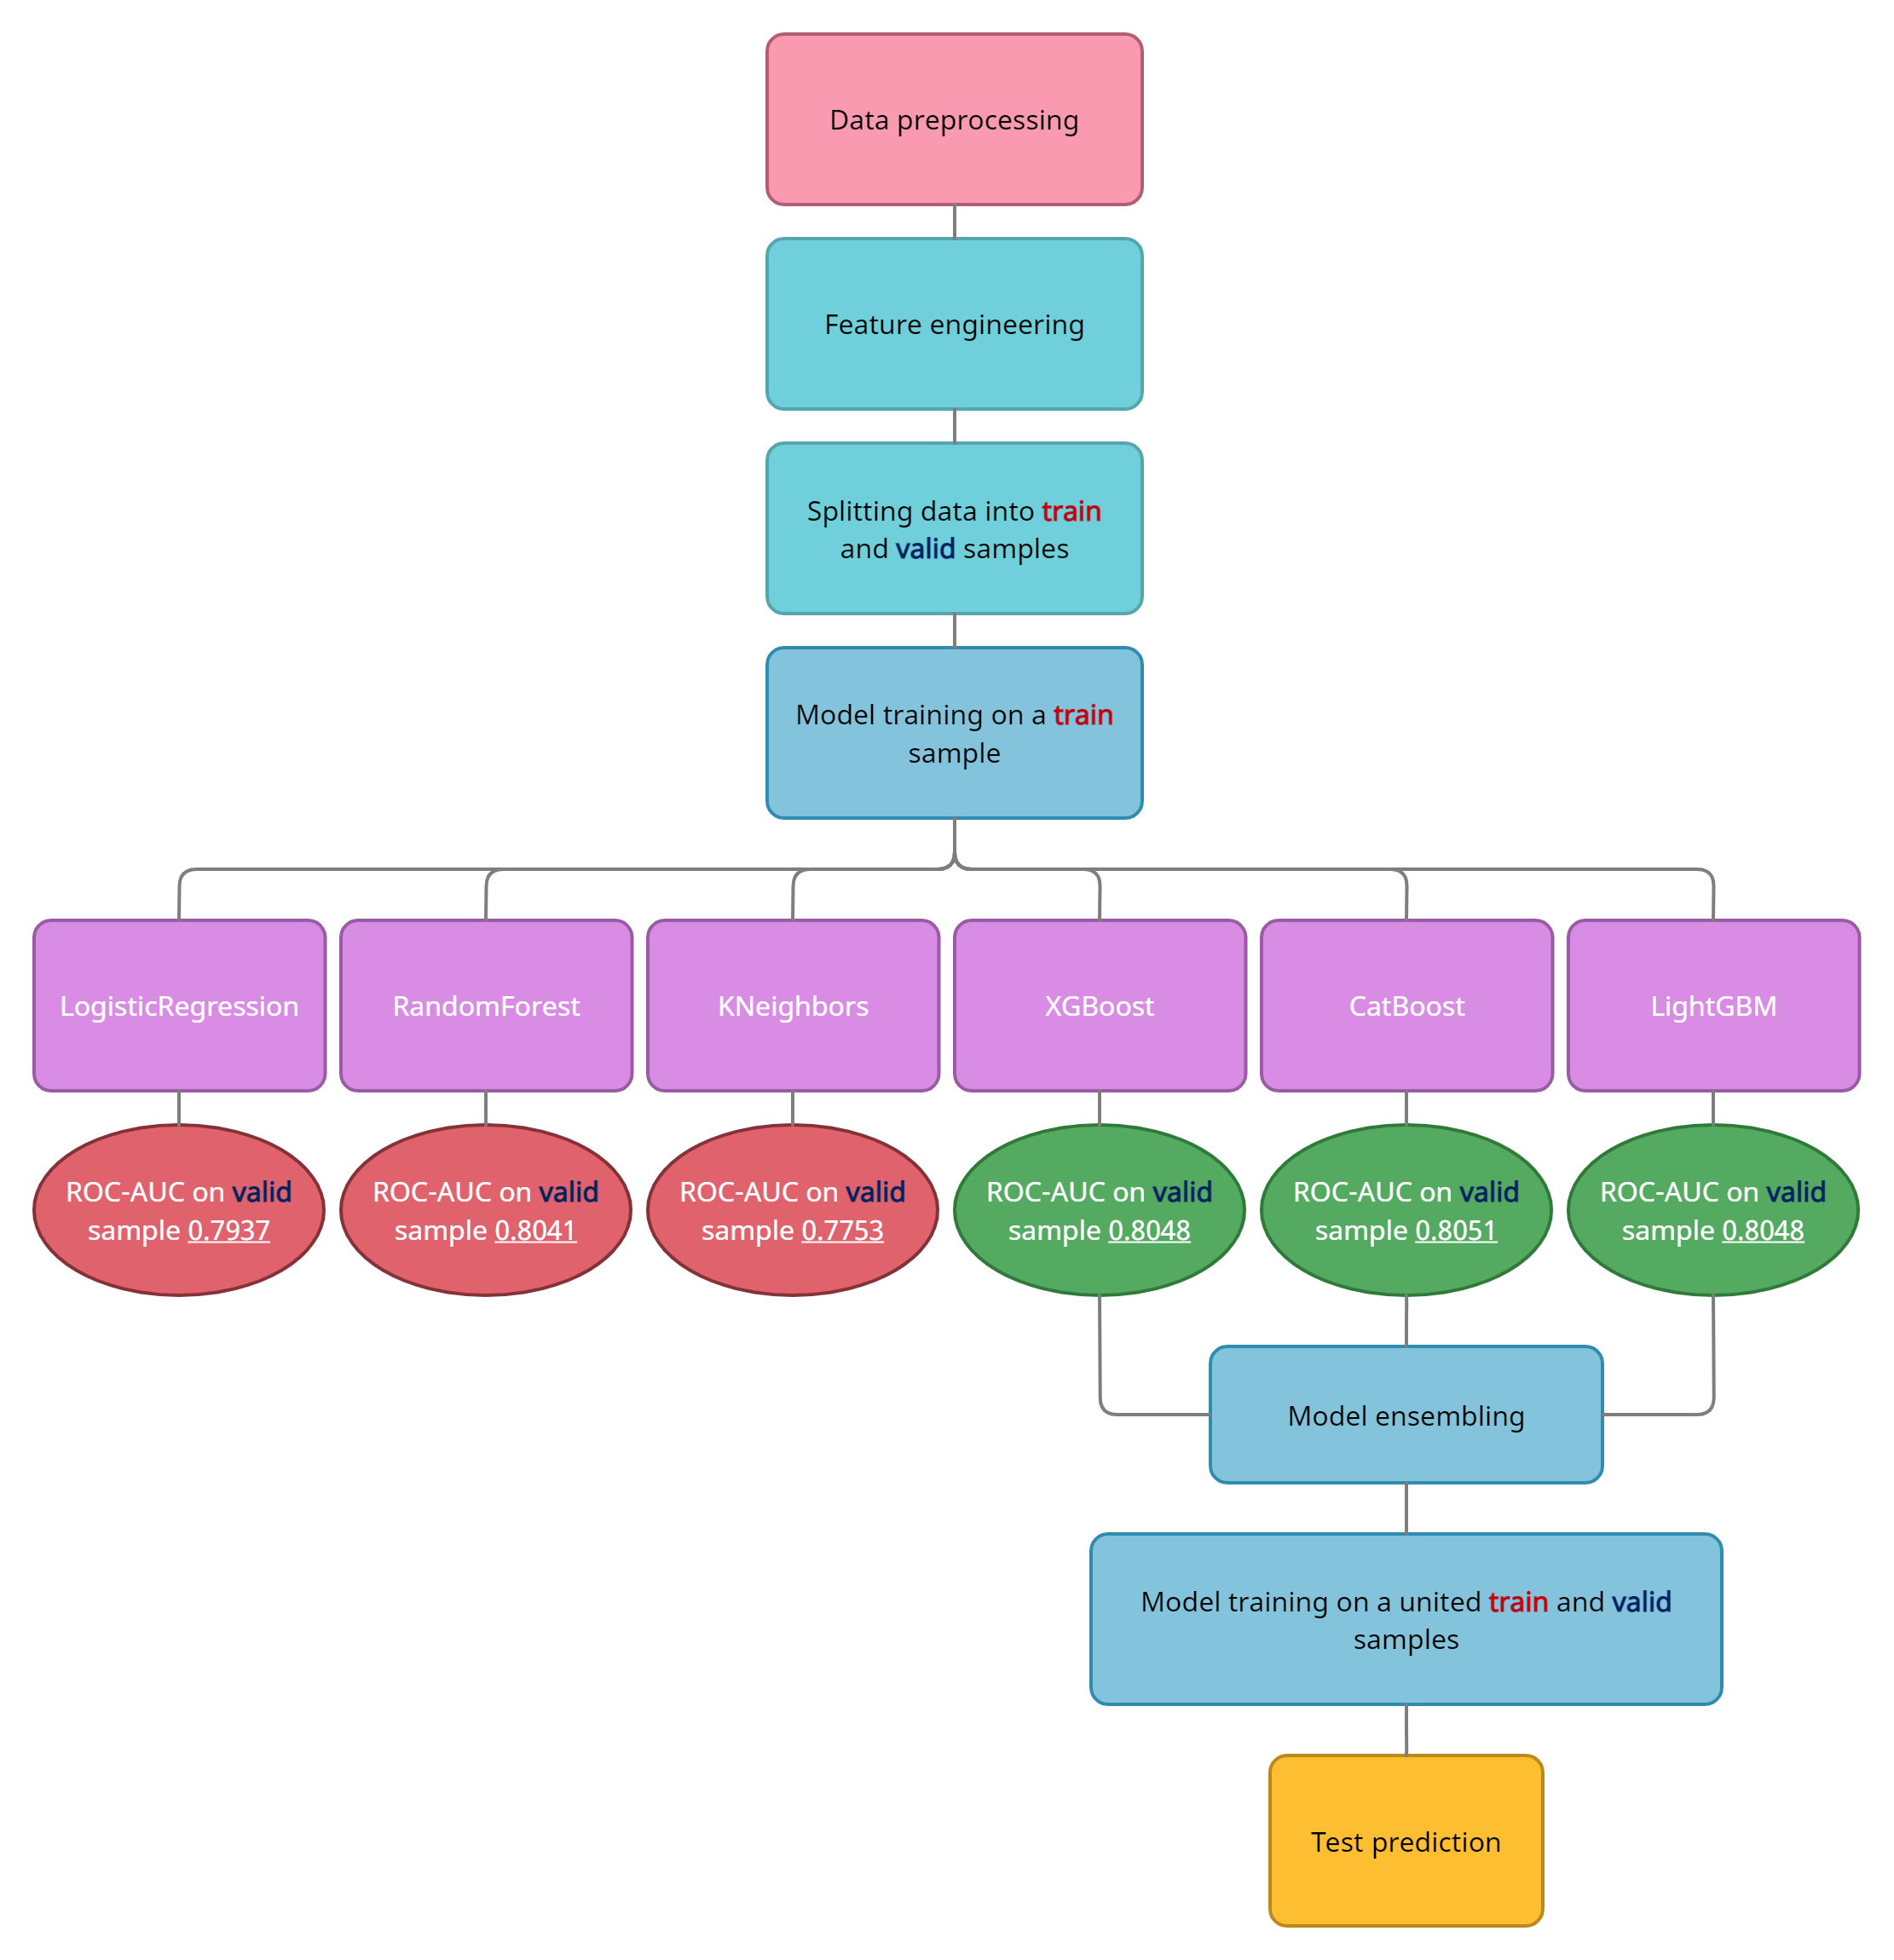 Data preprocessing
Feature engineering
Splitting data into train
and valid samples
Model training on a train
sample
LogisticRegression
RandomForest
KNeighbors
XGBoost
CatBoost
LightGBM
ROC-AUC on valid
sample 0.7937
ROC-AUC on valid
sample 0.8041
ROC-AUC on valid
sample 0.7753
ROC-AUC on valid
sample 0.8048
ROC-AUC on valid
sample 0.8051
ROC-AUC on valid
sample 0.8048
Model ensembling
Model training on a united train and valid
samples
Test prediction